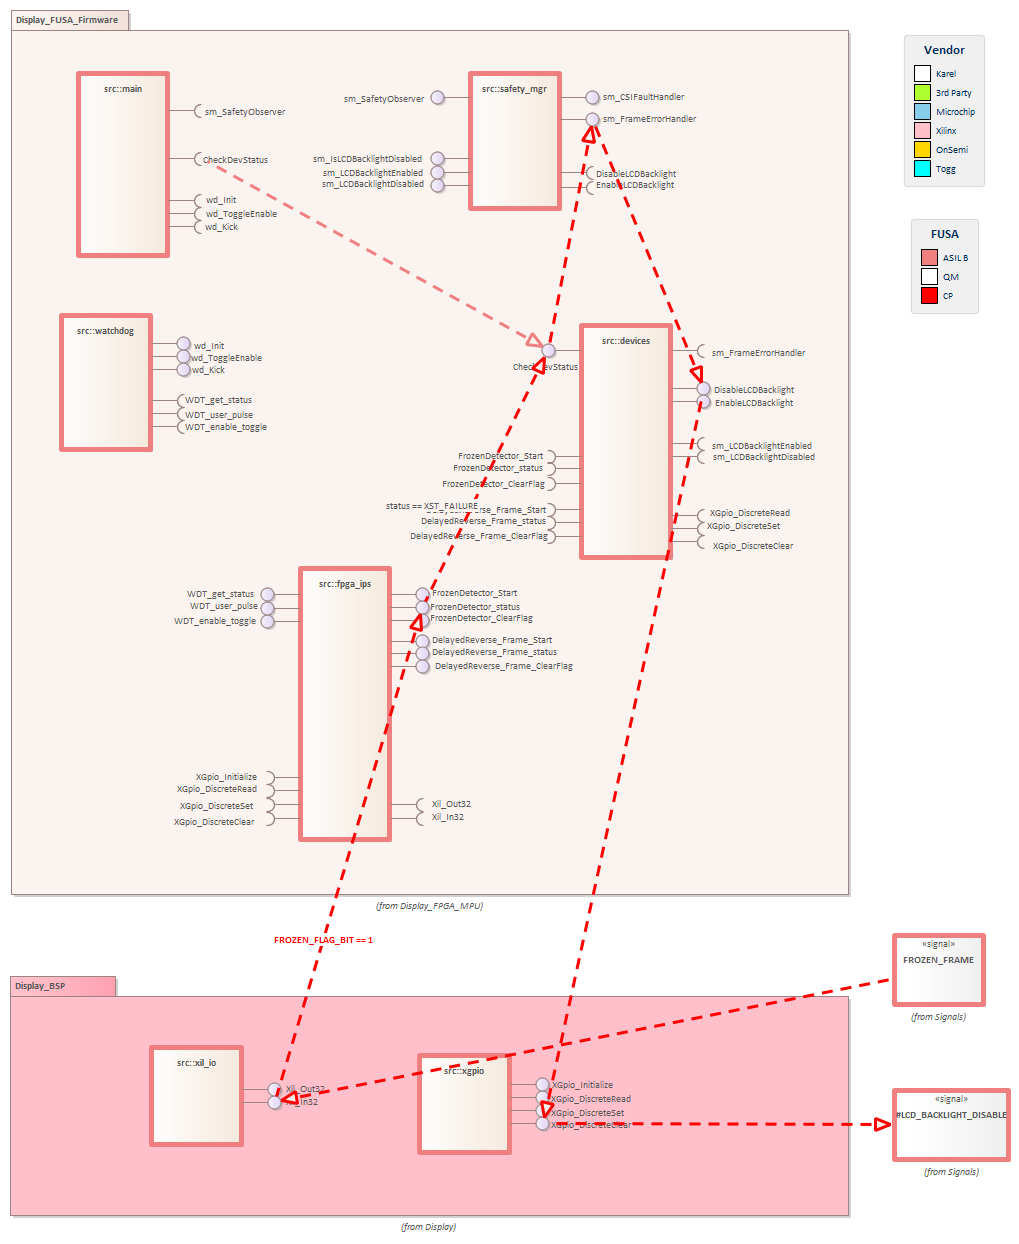 Display_FUSA_Firmware
src::main
sm_SafetyObserver
CheckDevStatus
wd_Init
wd_ToggleEnable
wd_Kick
src::safety_mgr
sm_SafetyObserver
sm_IsLCDBacklightDisabled
sm_LCDBacklightEnabled
sm_LCDBacklightDisabled
sm_CSIFaultHandler
sm_FrameErrorHandler
DisableLCDBacklight
EnableLCDBacklight
Vendor
Karel
3rd Party
Microchip
Xilinx
OnSemi
Togg
FUSA
ASIL B
QM
CP
src::watchdog
wd_Init
wd_ToggleEnable
wd_Kick
WDT_get_status
WDT_user_pulse
WDT_enable_toggle
src::devices
CheckDevStatus
FrozenDetector_Start
FrozenDetector_status
FrozenDetector_ClearFlag
status == XST_FAILURE
DelayedReverse_Frame_Start
DelayedReverse_Frame_status
DelayedReverse_Frame_ClearFlag
sm_FrameErrorHandler
DisableLCDBacklight
EnableLCDBacklight
sm_LCDBacklightEnabled
sm_LCDBacklightDisabled
XGpio_DiscreteRead
XGpio_DiscreteSet
XGpio_DiscreteClear
src::fpga_ips
WDT_get_status
WDT_user_pulse
WDT_enable_toggle
FrozenDetector_Start
FrozenDetector_status
FrozenDetector_ClearFlag
DelayedReverse_Frame_Start
DelayedReverse_Frame_status
DelayedReverse_Frame_ClearFlag
XGpio_Initialize
XGpio_DiscreteRead
XGpio_DiscreteSet
XGpio_DiscreteClear
Xil_Out32
Xil_In32
(from Display_FPGA_MPU)
FROZEN_FLAG_BIT == 1
Display_BSP
src::xil_io
Xil_Out32
Xil_In32
src::xgpio
XGpio_Initialize
XGpio_DiscreteRead
XGpio_DiscreteSet
XGpio_DiscreteClear
(from Display)
«signal»
FROZEN_FRAME
(from Signals)
«signal»
#LCD_BACKLIGHT_DISABLE
(from Signals)